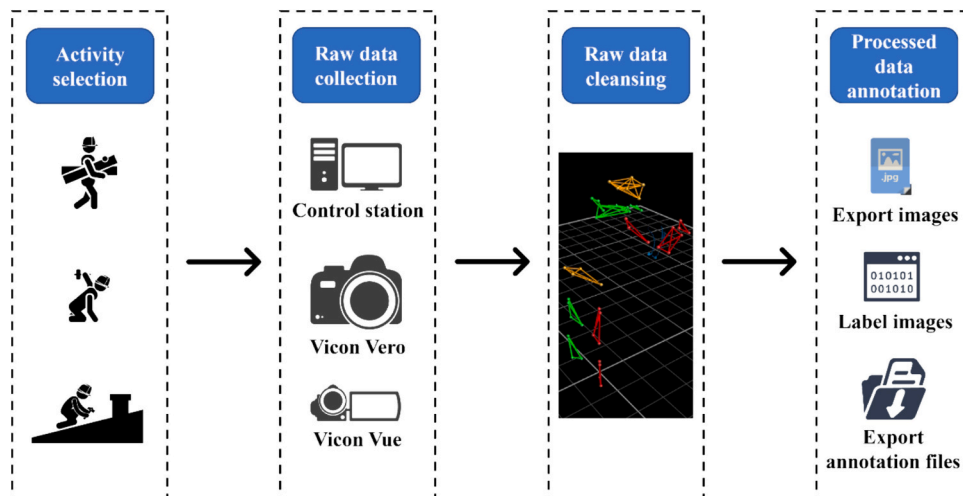 Activity
selection
Raw data
collection
Control station
Vicon Vero
Vicon Vue
Raw data
cleansing
Processed
data
annotation
.jpg
Export images
010101
001010
Label images
Export
annotation files